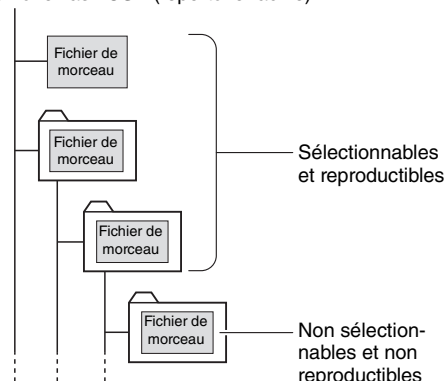 Fichier de
morceau
Fichier de
morceau
Sélectionnables
et reproductibles
Fichier de
morceau
Fichier de
morceau
Non sélection-
nables et non
reproductibles